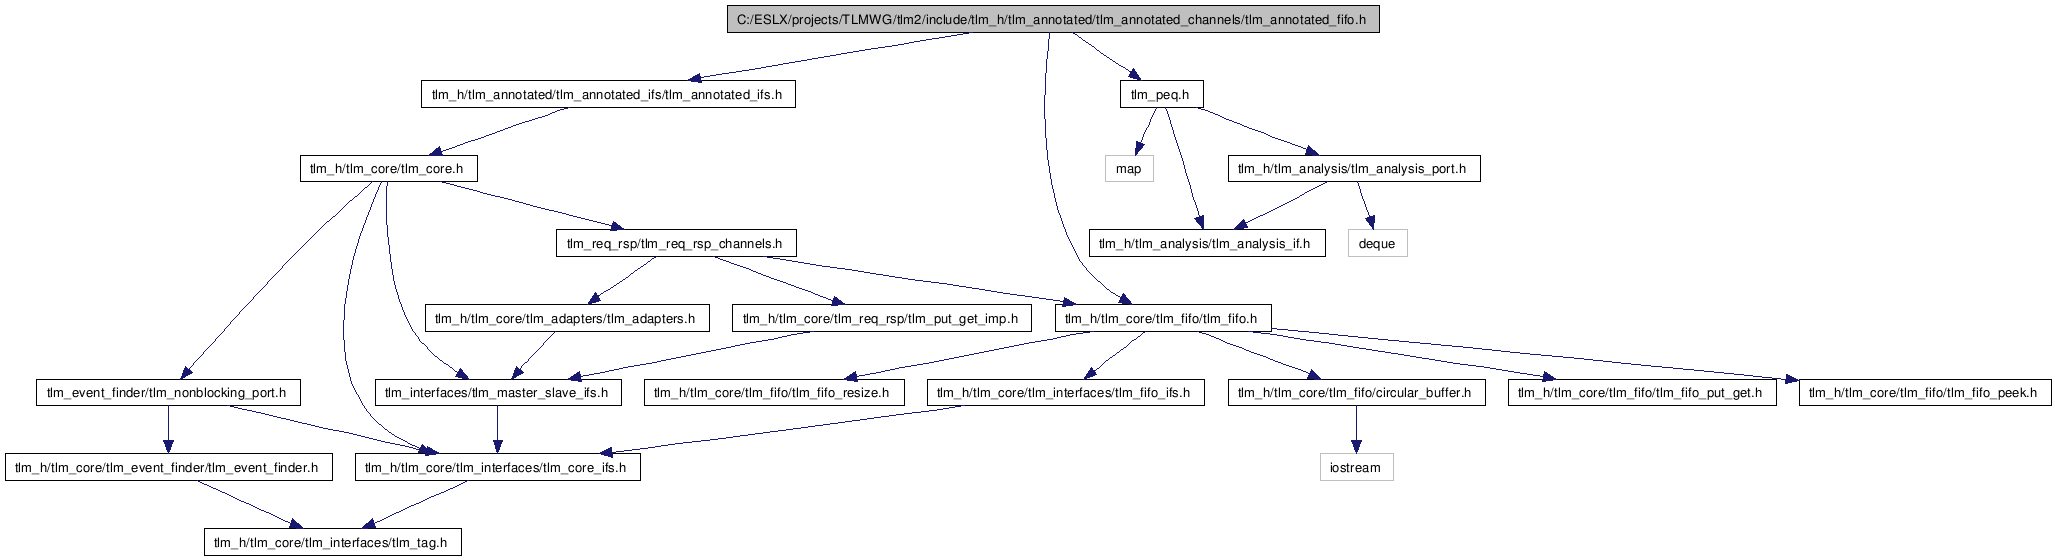 C:/ESLX/projects/TLMWG/tlm2/include/tlm_h/tlm_annotated/tlm_annotated_channels/tlm_annotated_fifo.h
tlm_h/tlm_annotated/tlm_annotated_ifs/tlm_annotated_ifs.h
tlm_peq.h
tlm_h/tlm_core/tlm_core.h
map
tlm_h/tlm_analysis/tlm_analysis_port.h
tlm_req_rsp/tlm_req_rsp_channels.h
tlm_h/tlm_analysis/tlm_analysis_if.h
deque
tlm_h/tlm_core/tlm_adapters/tlm_adapters.h
tlm_h/tlm_core/tlm_req_rsp/tlm_put_get_imp.h
tlm_h/tlm_core/tlm_fifo/tlm_fifo.h
tlm_event_finder/tlm_nonblocking_port.h
tlm_interfaces/tlm_master_slave_ifs.h
tlm_h/tlm_core/tlm_fifo/tlm_fifo_resize.h
tlm_h/tlm_core/tlm_interfaces/tlm_fifo_ifs.h
tlm_h/tlm_core/tlm_fifo/circular_buffer.h
tlm_h/tlm_core/tlm_fifo/tlm_fifo_put_get.h
tlm_h/tlm_core/tlm_fifo/tlm_fifo_peek.h
tlm_h/tlm_core/tlm_event_finder/tlm_event_finder.h
tlm_h/tlm_core/tlm_interfaces/tlm_core_ifs.h
iostream
tlm_h/tlm_core/tlm_interfaces/tlm_tag.h